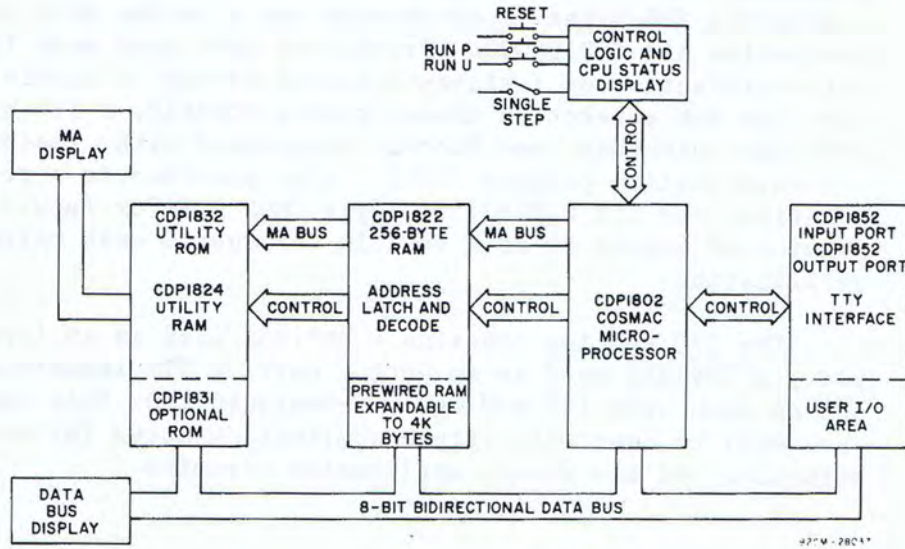 RESET
RUN P
RUN U
SINGLE
STEP
CONTROL
LOGIC AND
CPU STATUS
DISPLAY
CONTROL
MA
DISPLAY
CDP1832
UTILITY
ROM
CDP1824
UTILITY
RAM
CDP1831
OPTIONAL
ROM
MA BUS
CONTROL
CDP1822
256-BYTE
RAM
ADDRESS
LATCH AND
DECODE
PREWIRED RAM
EXPANDABLE
TO 4K
BYTES
MA BUS
CONTROL
CDP1802
COSMAC
MICRO-
PROCESSOR
CONTROL
CDP1852
INPUT PORT
CDP1852
OUTPUT PORT
TTY
INTERFACE
USER I/O
AREA
DATA
BUS
DISPLAY
8-BIT BIDIRECTIONAL DATA BUS